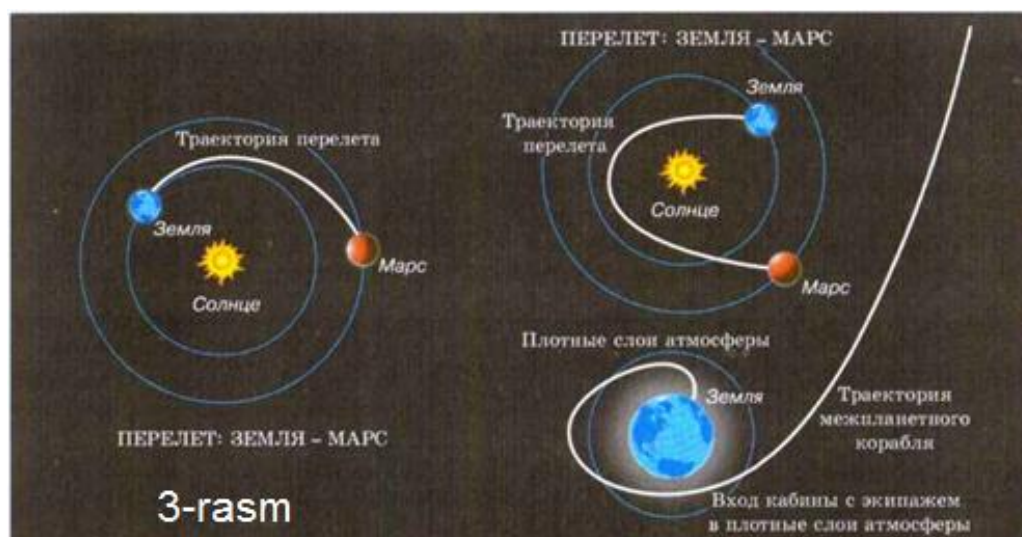 Траектория перелета
Земля
Марс
Солнце
ПЕРЕЛЕТ: ЗЕМЛЯ – МАРС
3-rasm
ПЕРЕЛЕТ: ЗЕМЛЯ – МАРС
Земля
Траектория
перелета
Солнце
Марс
Плотные слои атмосферы
Земля
Траектория
межпланетного
корабля
Вход кабины с экипажем
в плотные слои атмосферы